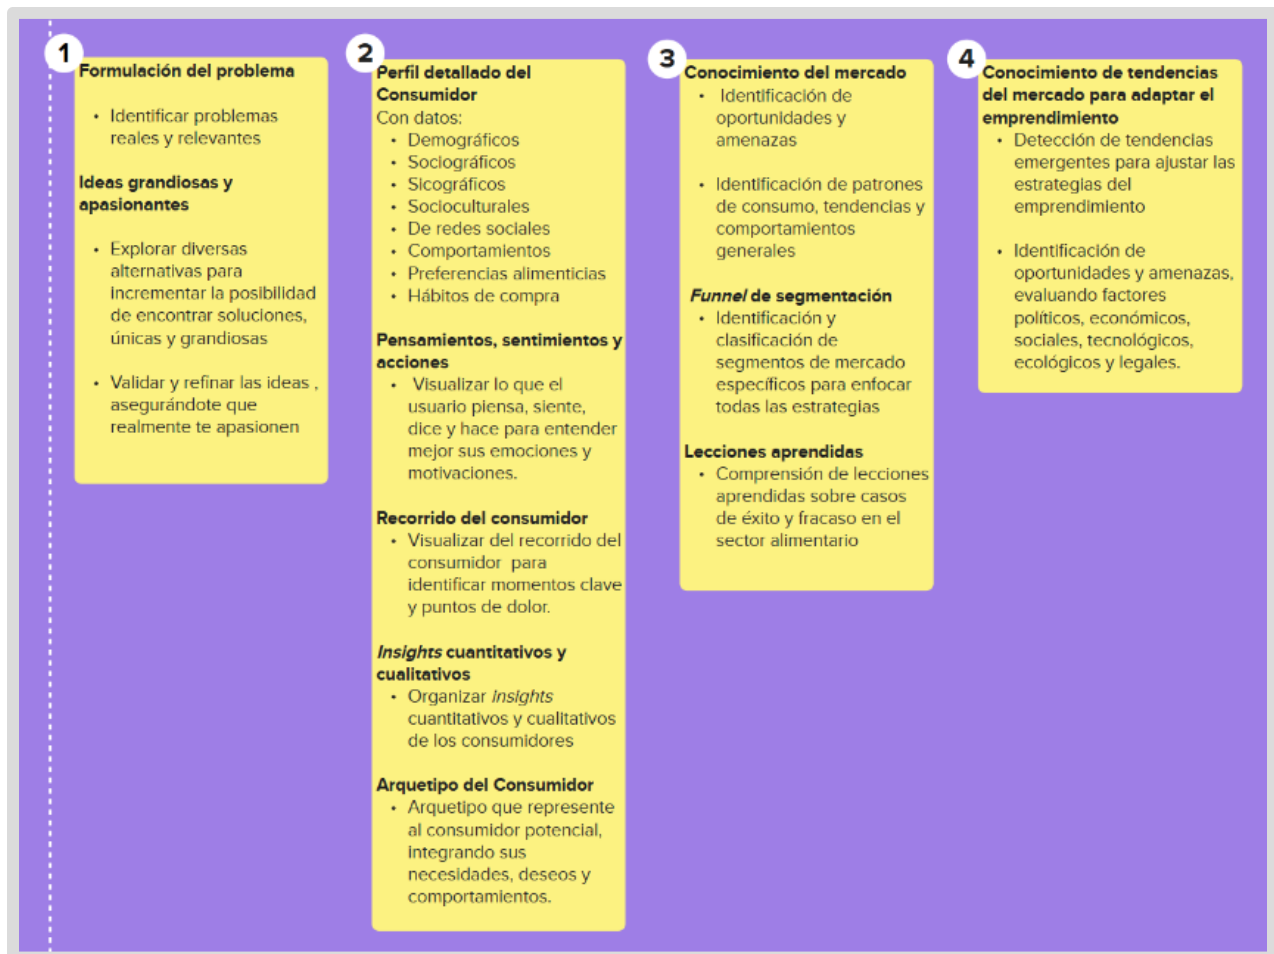 1
Formulación del problema
• Identificar problemas
reales y relevantes
Ideas grandiosas y
apasionantes
• Explorar diversas
alternativas para
incrementar la posibilidad
de encontrar soluciones,
únicas y grandiosas
• Validar y refinar las ideas ,
asegurándote que
realmente te apasionen
2
Perfil detallado del
Consumidor
Con datos:
• Demográficos
• Sociográficos
• Sicográficos
• Socioculturales
• De redes sociales
• Comportamientos
• Preferencias alimenticias
• Hábitos de compra
Pensamientos, sentimientos y
acciones
• Visualizar lo que el
usuario piensa, siente,
dice y hace para entender
mejor sus emociones y
motivaciones.
Recorrido del consumidor
• Visualizar del recorrido del
consumidor para
identificar momentos clave
y puntos de dolor.
Insights cuantitativos y
cualitativos
• Organizar insights
cuantitativos y cualitativos
de los consumidores
Arquetipo del Consumidor
• Arquetipo que represente
al consumidor potencial,
integrando sus
necesidades, deseos y
comportamientos.
3
Conocimiento del mercado
• Identificación de
oportunidades y
amenazas
• Identificación de patrones
de consumo, tendencias y
comportamientos
generales
Funnel de segmentación
• Identificación y
clasificación de
segmentos de mercado
específicos para enfocar
todas las estrategias
Lecciones aprendidas
• Comprensión de lecciones
aprendidas sobre casos
de éxito y fracaso en el
sector alimentario
4
Conocimiento de tendencias
del mercado para adaptar el
emprendimiento
• Detección de tendencias
emergentes para ajustar las
estrategias del
emprendimiento
• Identificación de
oportunidades y amenazas,
evaluando factores
políticos, económicos,
sociales, tecnológicos,
ecológicos y legales.